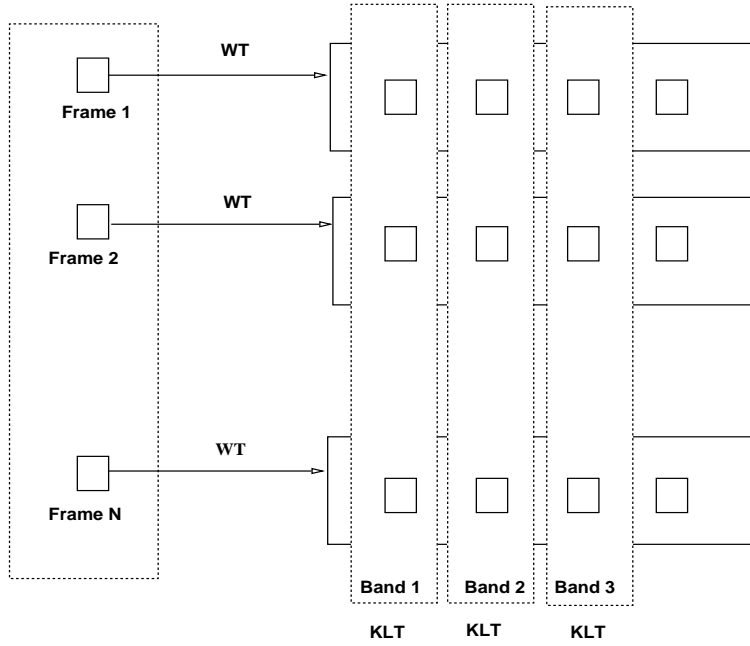 WT
Frame 1
WT
Frame 2
WT
Frame N
Band 1 Band 2 Band 3
KLT KLT KLT